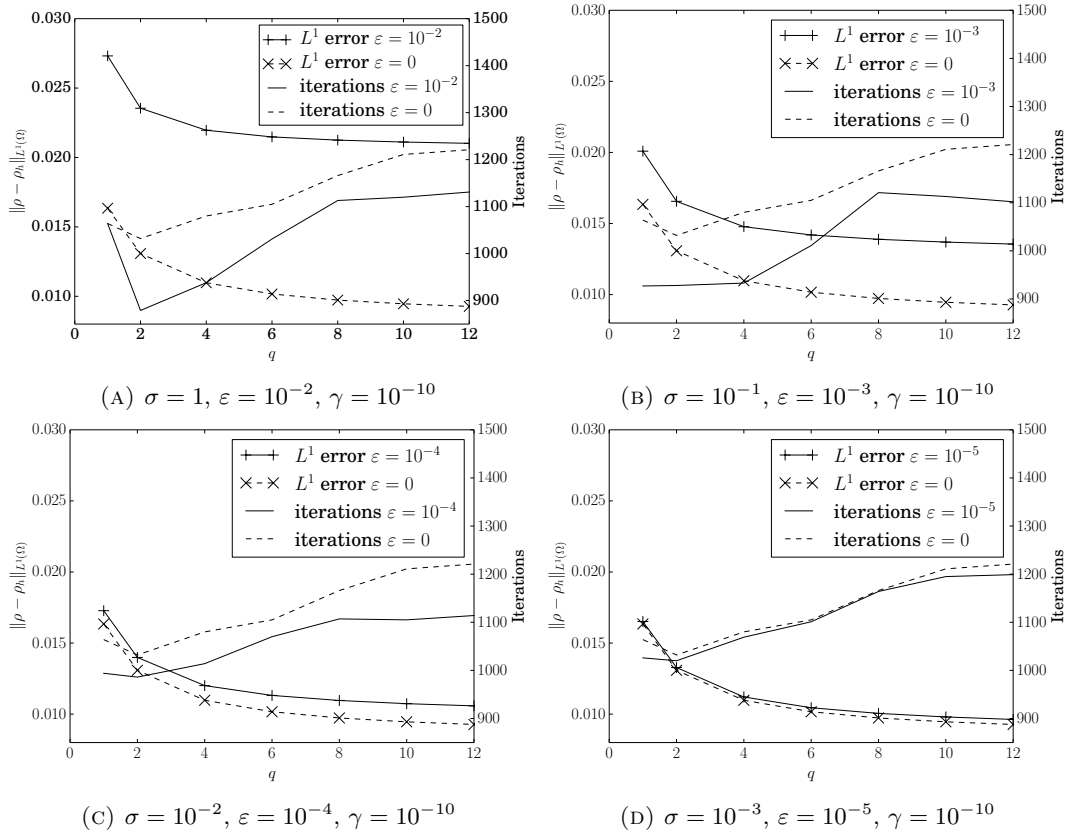 0.030
0.025
0.020
0.015
0.010
‖ρ − ρₕ‖_{L¹(Ω)}
L¹ error ε = 10⁻²
L¹ error ε = 0
iterations ε = 10⁻²
iterations ε = 0
1500
1400
1300
1200
1100
1000
900
Iterations
0 2 4 6 8 10 12
q
(A) σ = 1, ε = 10⁻², γ = 10⁻¹⁰
0.030
0.025
0.020
0.015
0.010
‖ρ − ρₕ‖_{L¹(Ω)}
L¹ error ε = 10⁻³
L¹ error ε = 0
iterations ε = 10⁻³
iterations ε = 0
1500
1400
1300
1200
1100
1000
900
Iterations
0 2 4 6 8 10 12
q
(B) σ = 10⁻¹, ε = 10⁻³, γ = 10⁻¹⁰
0.030
0.025
0.020
0.015
0.010
‖ρ − ρₕ‖_{L¹(Ω)}
L¹ error ε = 10⁻⁴
L¹ error ε = 0
iterations ε = 10⁻⁴
iterations ε = 0
1500
1400
1300
1200
1100
1000
900
Iterations
0 2 4 6 8 10 12
q
(C) σ = 10⁻², ε = 10⁻⁴, γ = 10⁻¹⁰
0.030
0.025
0.020
0.015
0.010
‖ρ − ρₕ‖_{L¹(Ω)}
L¹ error ε = 10⁻⁵
L¹ error ε = 0
iterations ε = 10⁻⁵
iterations ε = 0
1500
1400
1300
1200
1100
1000
900
Iterations
0 2 4 6 8 10 12
q
(D) σ = 10⁻³, ε = 10⁻⁵, γ = 10⁻¹⁰